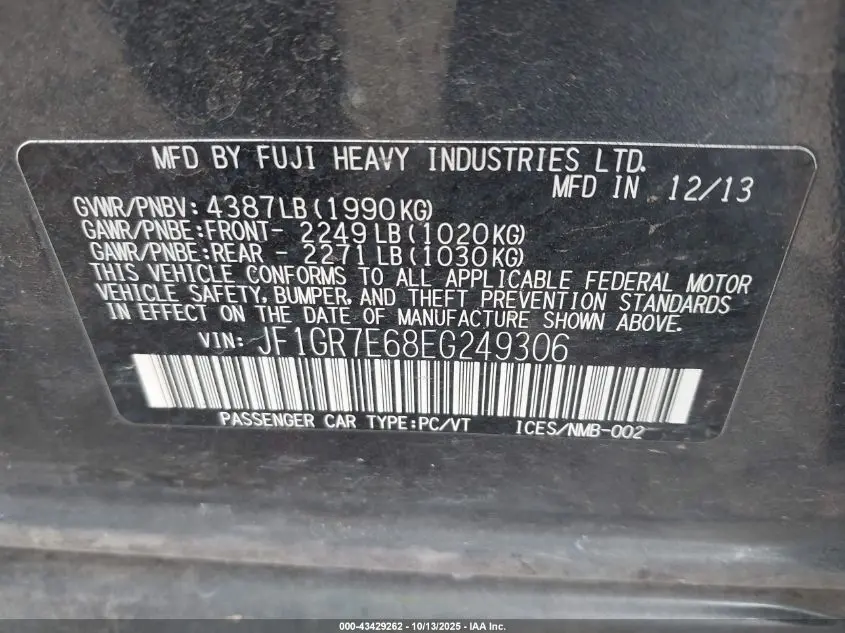 MFD BY FUJI HEAVY INDUSTRIES LTD.
MFD IN 12/13
GVWR/PNBV: 4387LB(1990KG)
GAWR/PNBE:FRONT- 2249LB(1020KG)
GAWR/PNBE:REAR - 2271LB(1030KG)
THIS VEHICLE CONFORMS TO ALL APPLICABLE FEDERAL MOTOR
VEHICLE SAFETY, BUMPER, AND THEFT PREVENTION STANDARDS
IN EFFECT ON THE DATE OF MANUFACTURE SHOWN ABOVE.
VIN: JF1GR7E68EG249306
PASSENGER CAR TYPE:PC/VT ICES/NMB-002
000-43429262 - 10/13/2025 - IAA Inc.